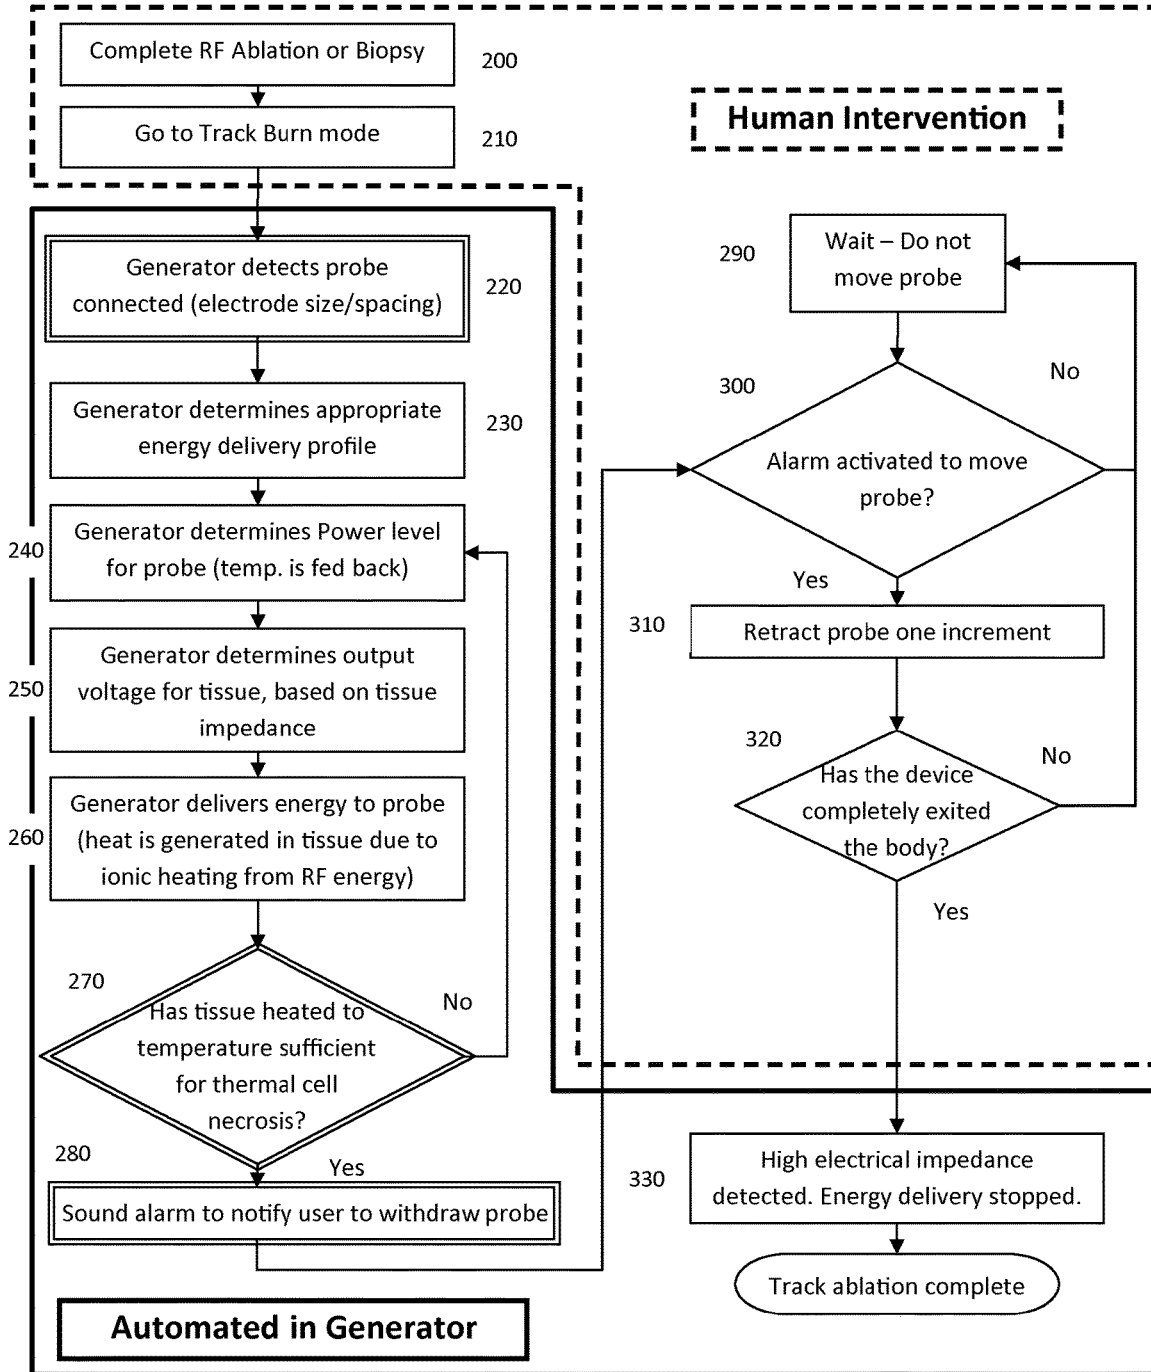 Complete RF Ablation or Biopsy
200
Go to Track Burn mode
210
Human Intervention
Generator detects probe
connected (electrode size/spacing)
220
Generator determines appropriate
energy delivery profile
230
240
Generator determines Power level
for probe (temp. is fed back)
250
Generator determines output
voltage for tissue, based on tissue
impedance
260
Generator delivers energy to probe
(heat is generated in tissue due to
ionic heating from RF energy)
270
Has tissue heated to
temperature sufficient
for thermal cell
necrosis?
No
Yes
280
Sound alarm to notify user to withdraw probe
Automated in Generator
290
Wait – Do not
move probe
300
Alarm activated to move
probe?
No
Yes
310
Retract probe one increment
320
Has the device
completely exited
the body?
No
Yes
330
High electrical impedance
detected. Energy delivery stopped.
Track ablation complete